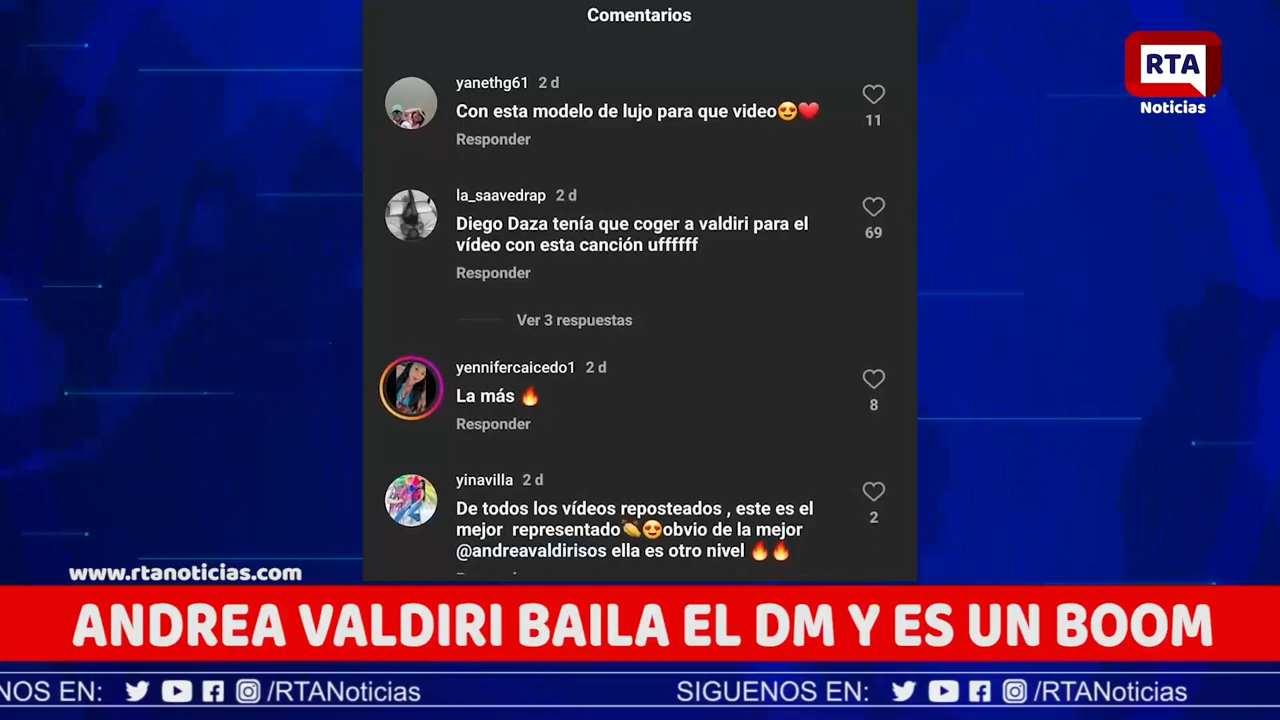 Comentarios
RTA
Noticias
yanethg61 2 d
Con esta modelo de lujo para que video😍❤️
11
Responder
la_saavedrap 2 d
Diego Daza tenía que coger a valdiri para el
vídeo con esta canción uffffff
69
Responder
Ver 3 respuestas
yennifercaicedo1 2 d
La más 🔥
8
Responder
yinavilla 2 d
De todos los vídeos reposteados , este es el
mejor representado👏😍obvio de la mejor
@andreavaldirisos ella es otro nivel 🔥🔥
2
www.rtanoticias.com
ANDREA VALDIRI BAILA EL DM Y ES UN BOOM
NOS EN: /RTANoticias SIGUENOS EN: /RTANoticias